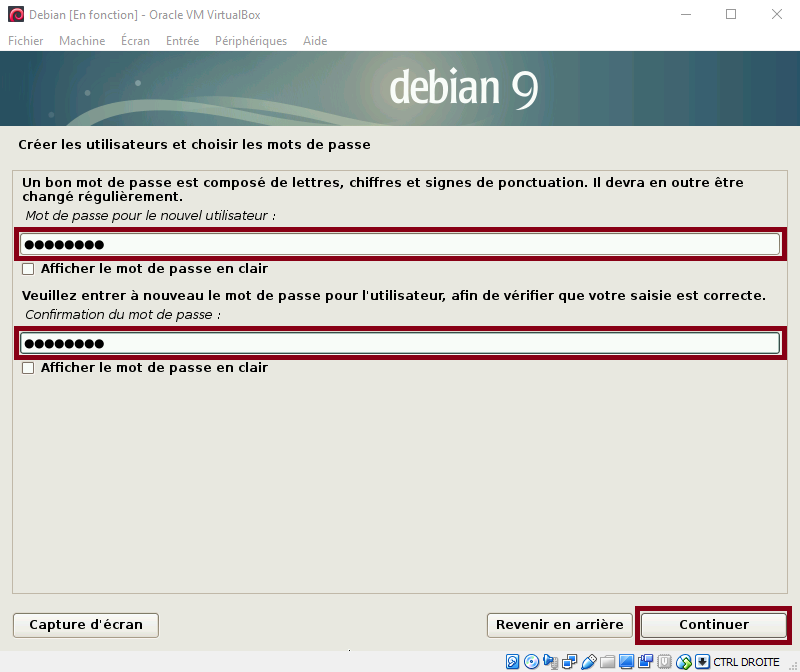 Debian [En fonction] - Oracle VM VirtualBox
Fichier Machine Écran Entrée Périphériques Aide
debian 9
Créer les utilisateurs et choisir les mots de passe
Un bon mot de passe est composé de lettres, chiffres et signes de ponctuation. Il devra en outre être
changé régulièrement.
Mot de passe pour le nouvel utilisateur :
●●●●●●●●
Afficher le mot de passe en clair
Veuillez entrer à nouveau le mot de passe pour l'utilisateur, afin de vérifier que votre saisie est correcte.
Confirmation du mot de passe :
●●●●●●●●
Afficher le mot de passe en clair
Capture d'écran Revenir en arrière Continuer
CTRL DROITE